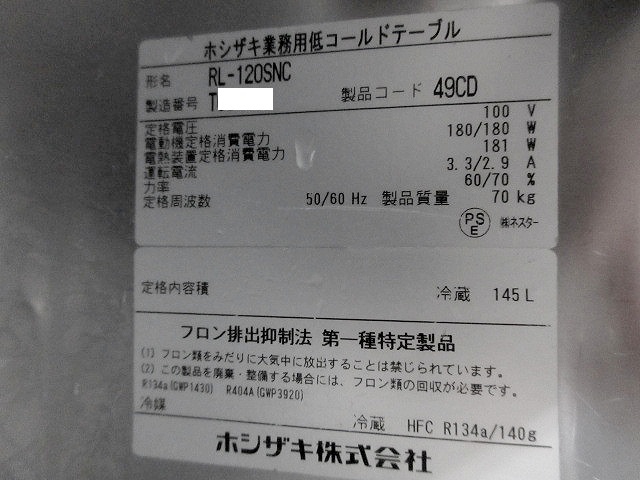 ホシザキ業務用低コールドテーブル
形名 RL-120SNC
製造番号 T 製品コード 49CD
定格電圧 100 V
電動機定格消費電力 180/180 W
電熱装置定格消費電力 181 W
運転電流 3.3/2.9 A
力率 60/70 %
定格周波数 50/60 Hz 製品質量 70 kg
PSE ㈱ネスター
定格内容積 冷蔵 145 L
フロン排出抑制法 第一種特定製品
(1) フロン類をみだりに大気中に放出することは禁じられています。
(2) この製品を廃棄・整備する場合には、フロン類の回収が必要です。
R134a(GWP1430) R404A(GWP3920)
冷媒 冷蔵 HFC R134a/140g
ホシザキ株式会社